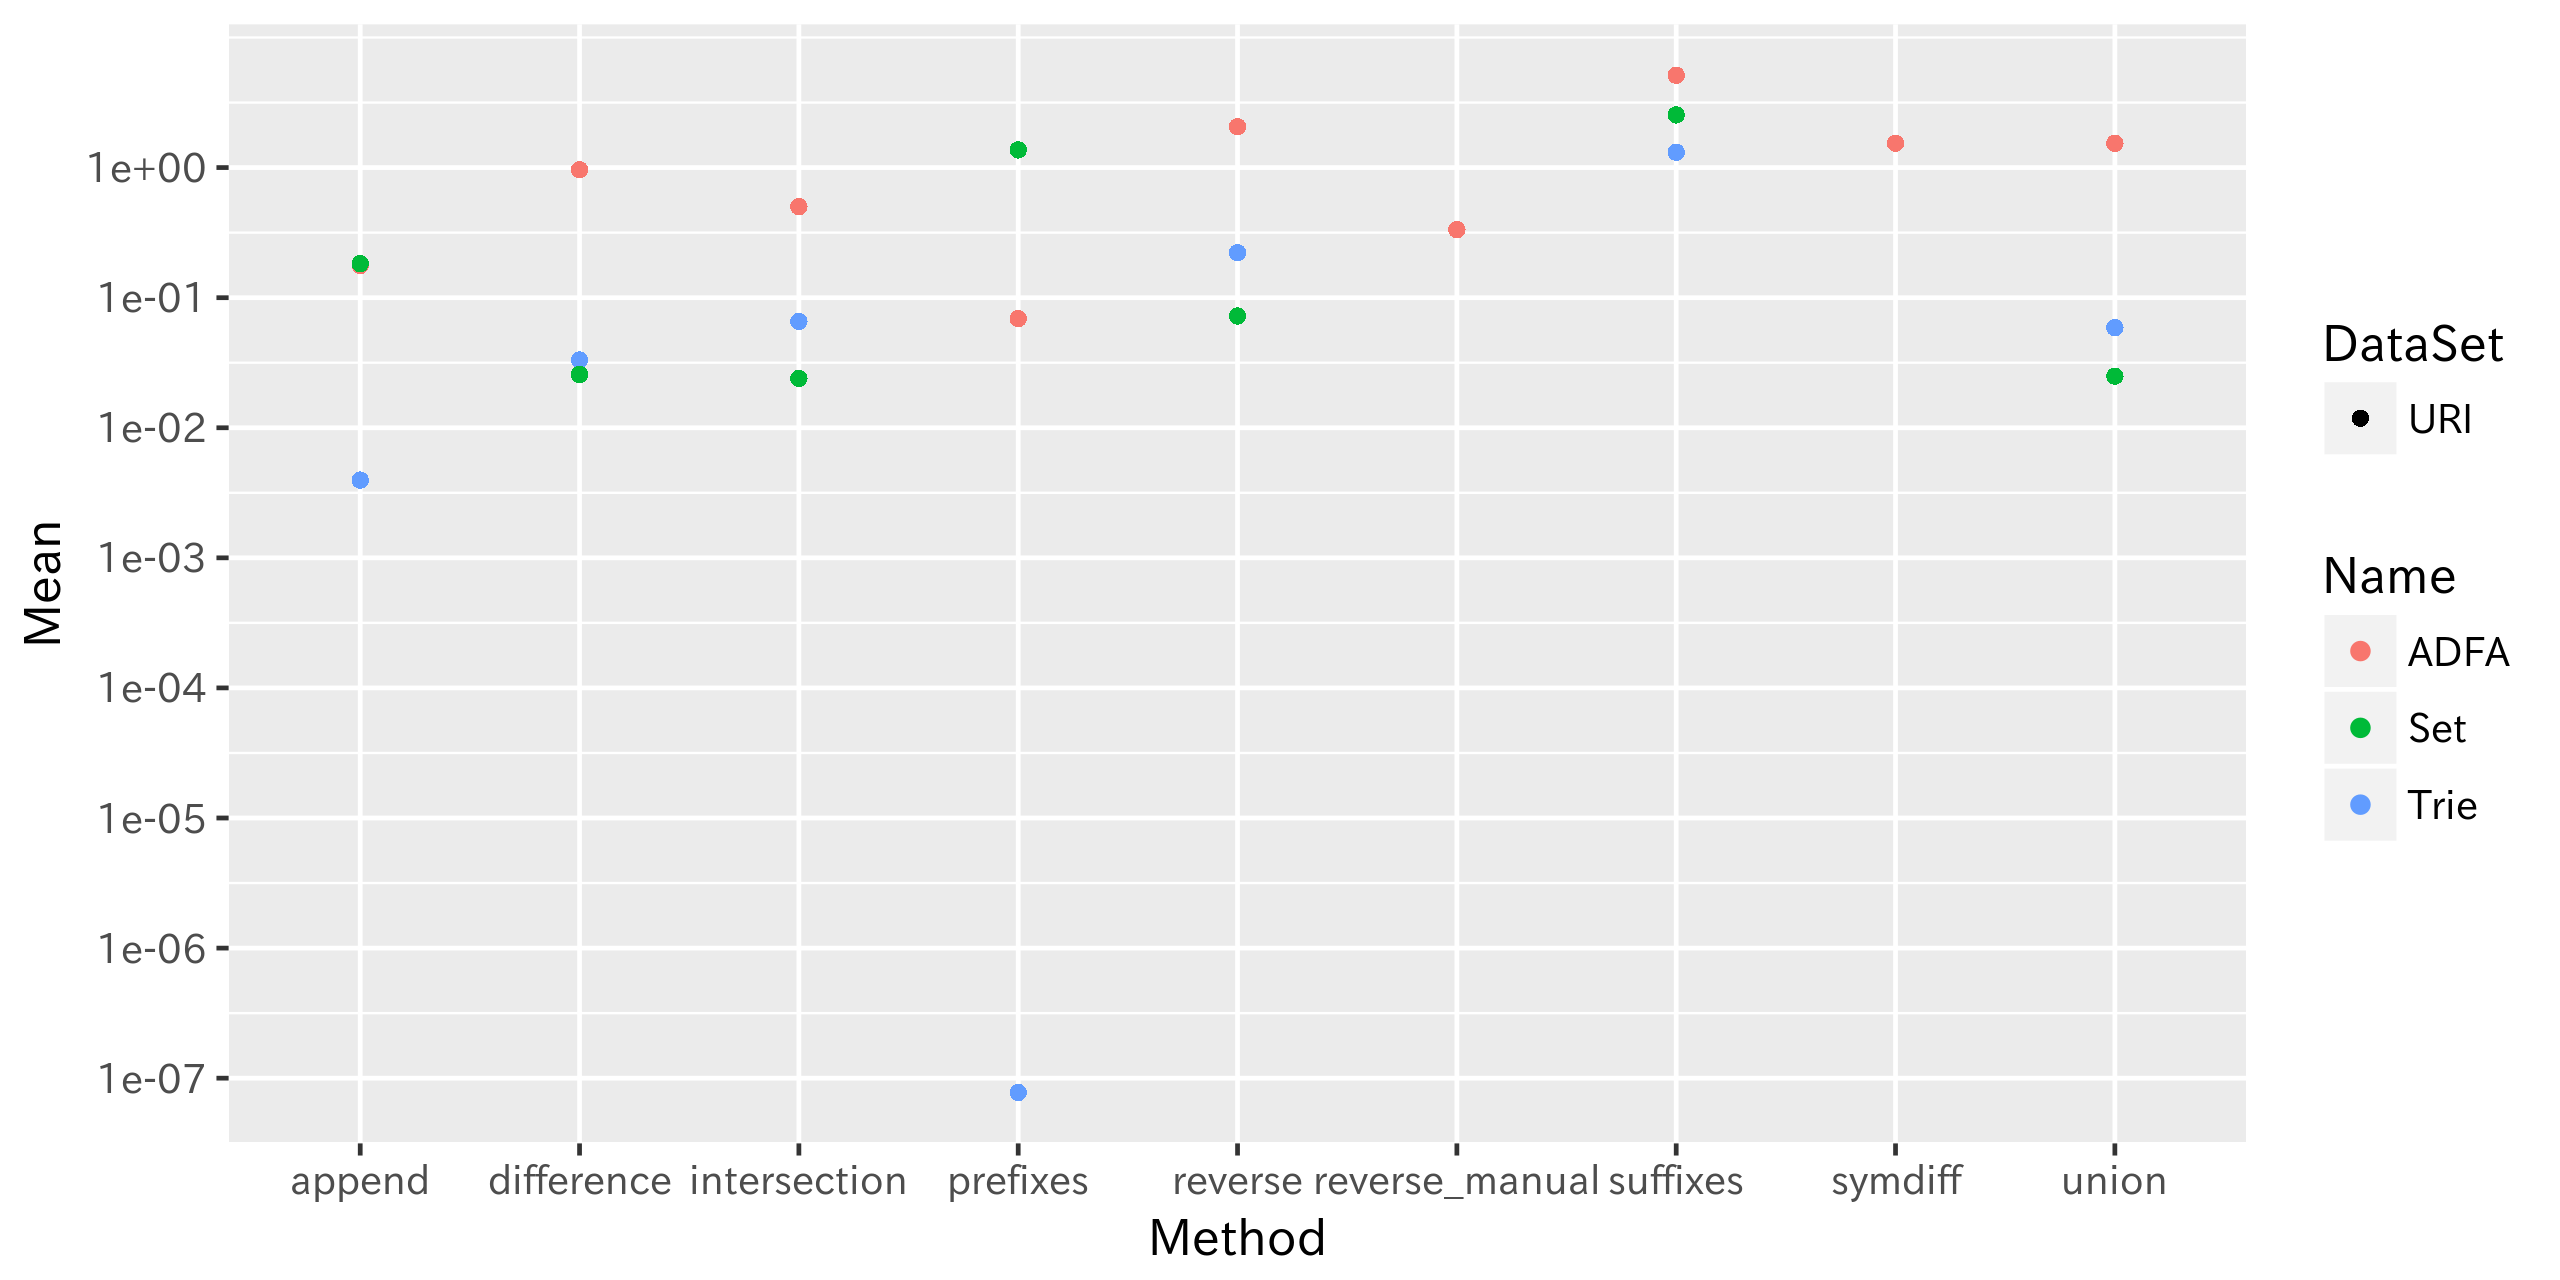 1e+00
1e-01
1e-02
1e-03
1e-04
1e-05
1e-06
1e-07
Mean
append difference intersection prefixes reverse reverse_manual suffixes symdiff union
Method
DataSet
URI
Name
ADFA
Set
Trie